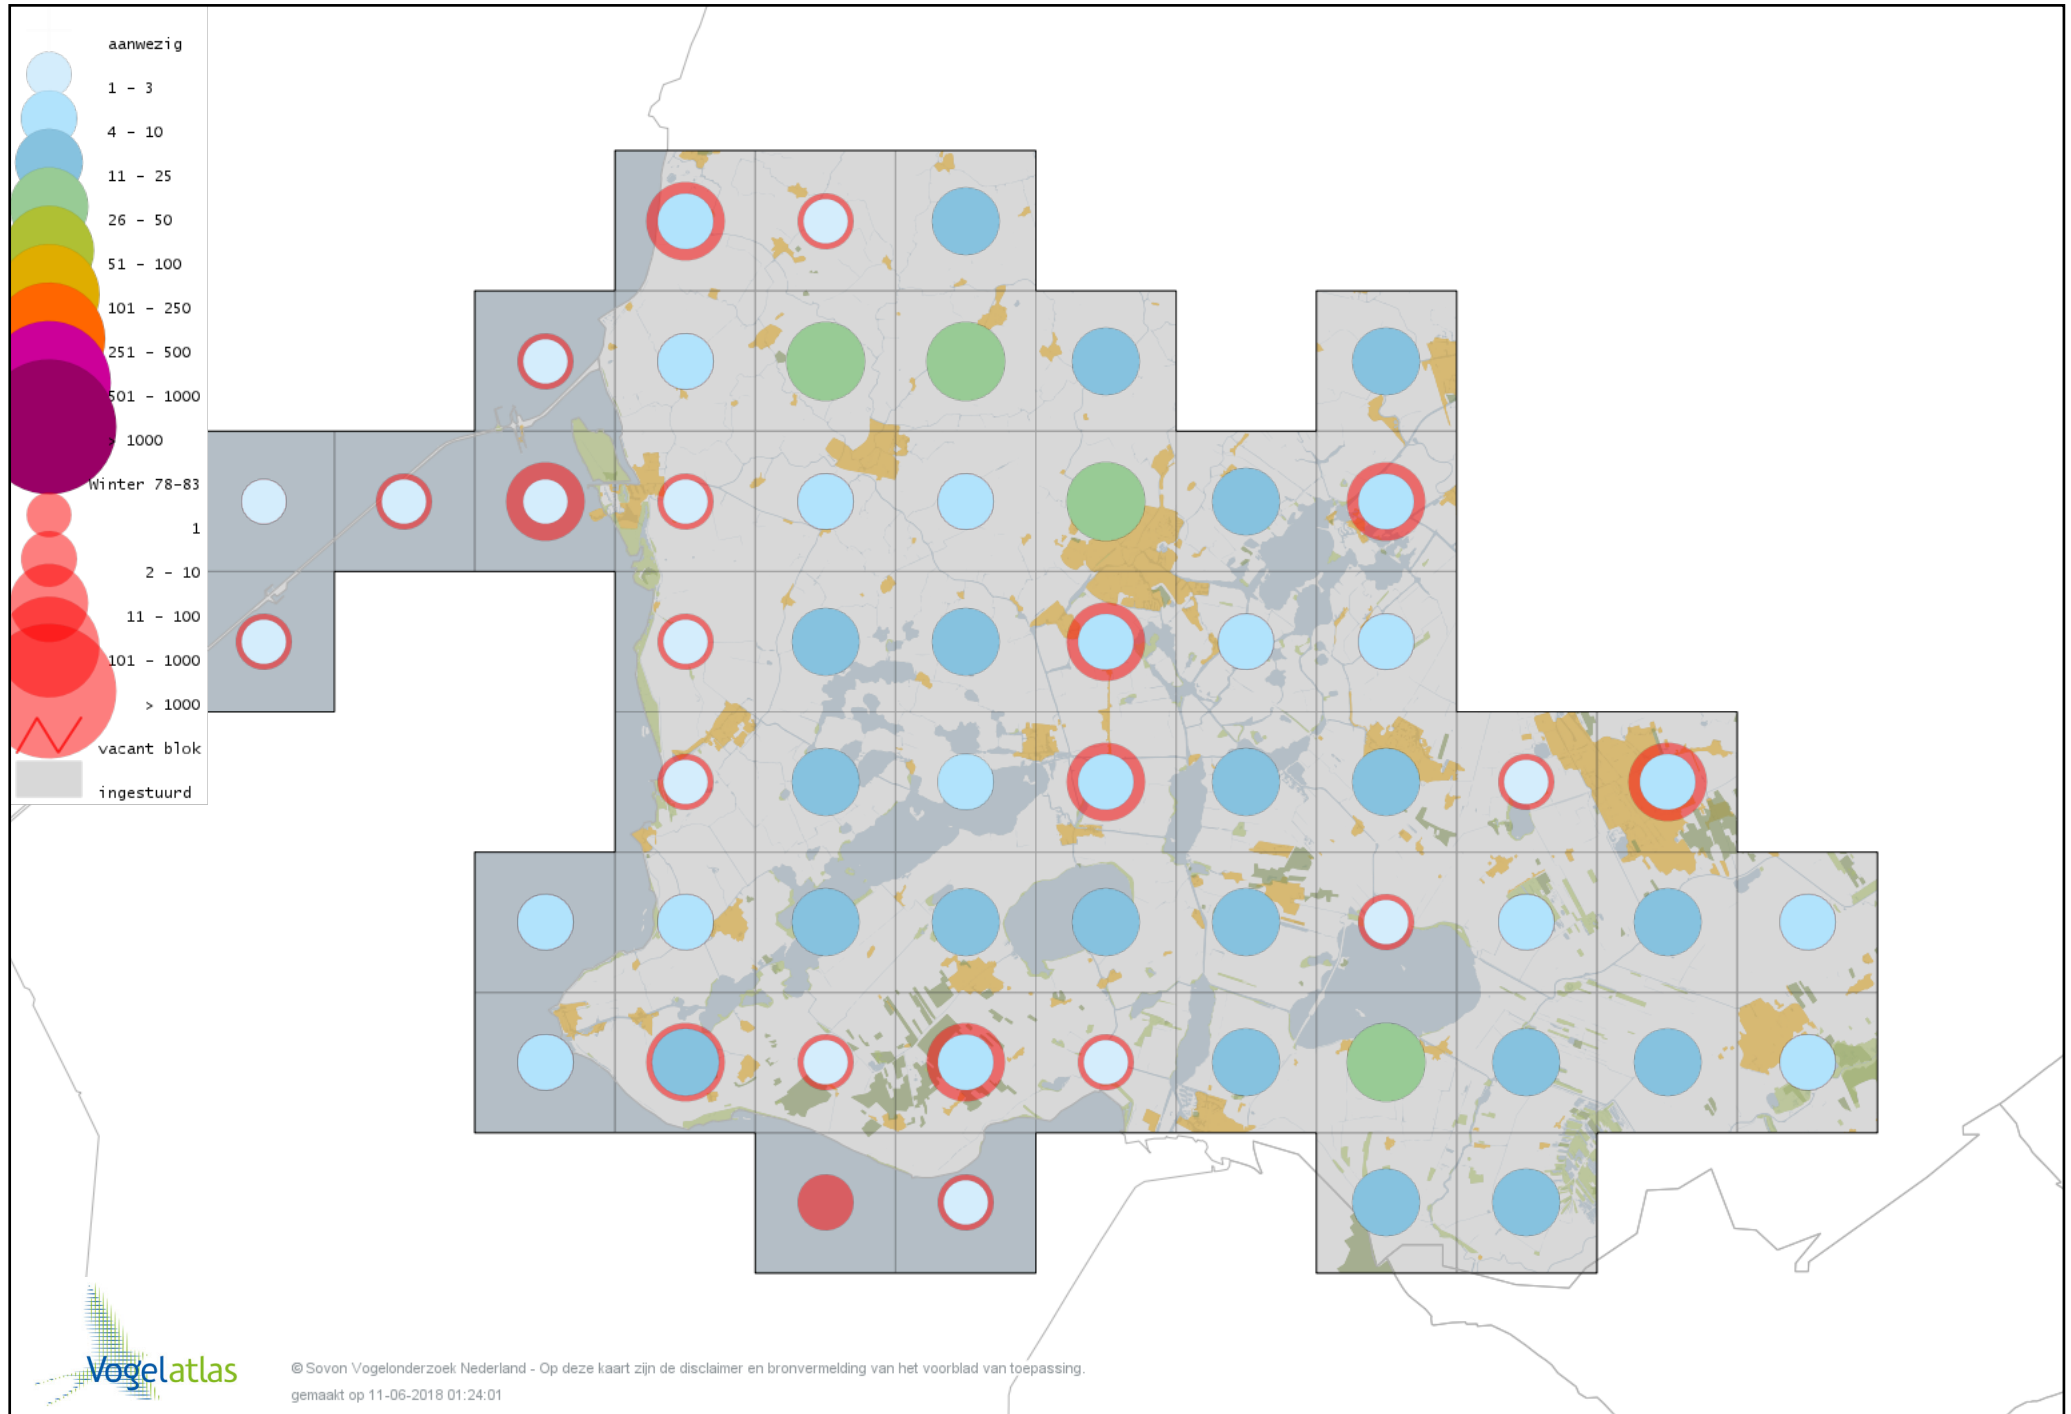 aanwezig
1 - 3
4 - 10
11 - 25
26 - 50
51 - 100
101 - 250
251 - 500
501 - 1000
> 1000
Winter 78-83
1
2 - 10
11 - 100
101 - 1000
> 1000
vacant blok
ingestuurd
Vogelatlas
© Sovon Vogelonderzoek Nederland - Op deze kaart zijn de disclaimer en bronvermelding van het voorblad van toepassing.
gemaakt op 11-06-2018 01:24:01